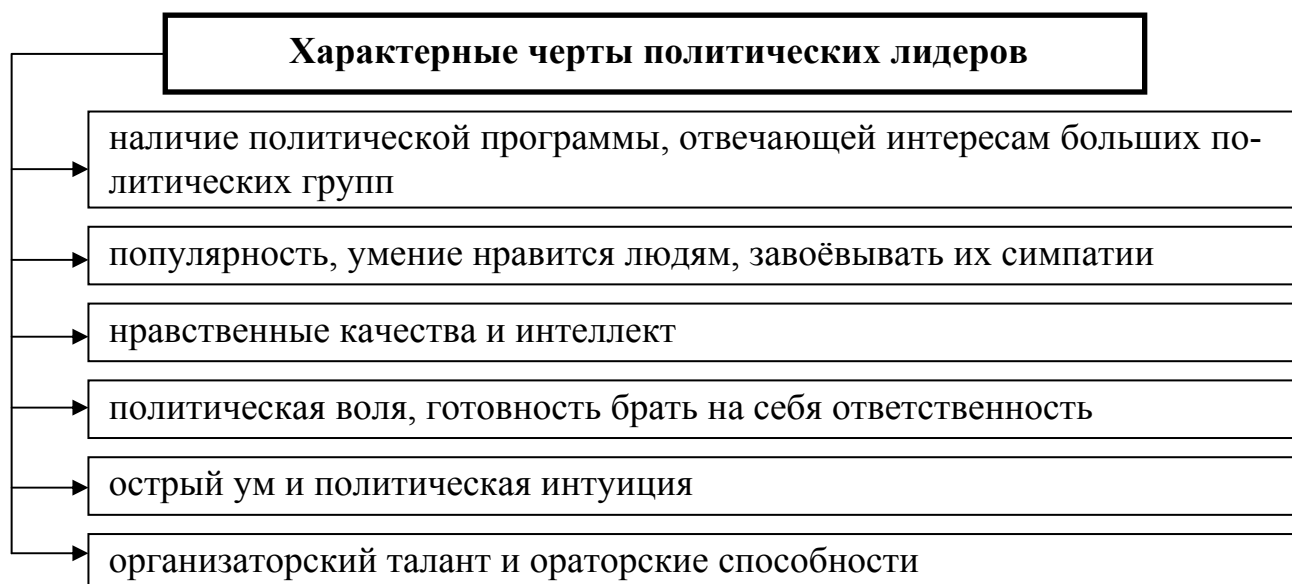 Характерные черты политических лидеров
наличие политической программы, отвечающей интересам больших по-
литических групп
популярность, умение нравится людям, завоёвывать их симпатии
нравственные качества и интеллект
политическая воля, готовность брать на себя ответственность
острый ум и политическая интуиция
организаторский талант и ораторские способности